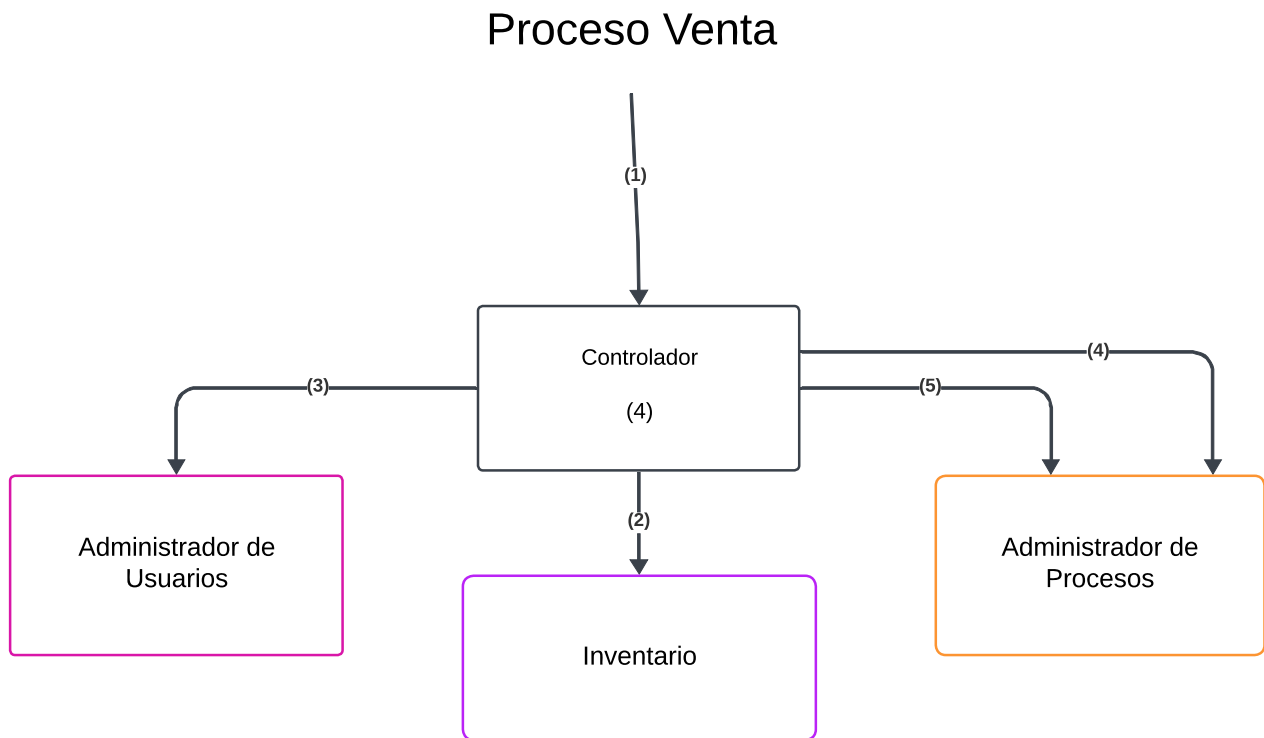 Proceso Venta
(1)
Controlador
(4)
(4)
(3)
(5)
(2)
Administrador de
Usuarios
Administrador de
Procesos
Inventario